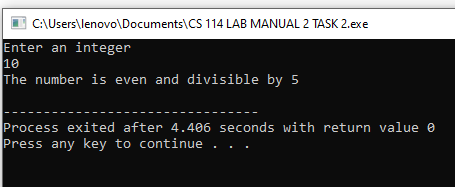 C:\Users\lenovo\Documents\CS 114 LAB MANUAL 2 TASK 2.exe
Enter an integer
10
The number is even and divisible by 5
--------------------------------
Process exited after 4.406 seconds with return value 0
Press any key to continue . . .